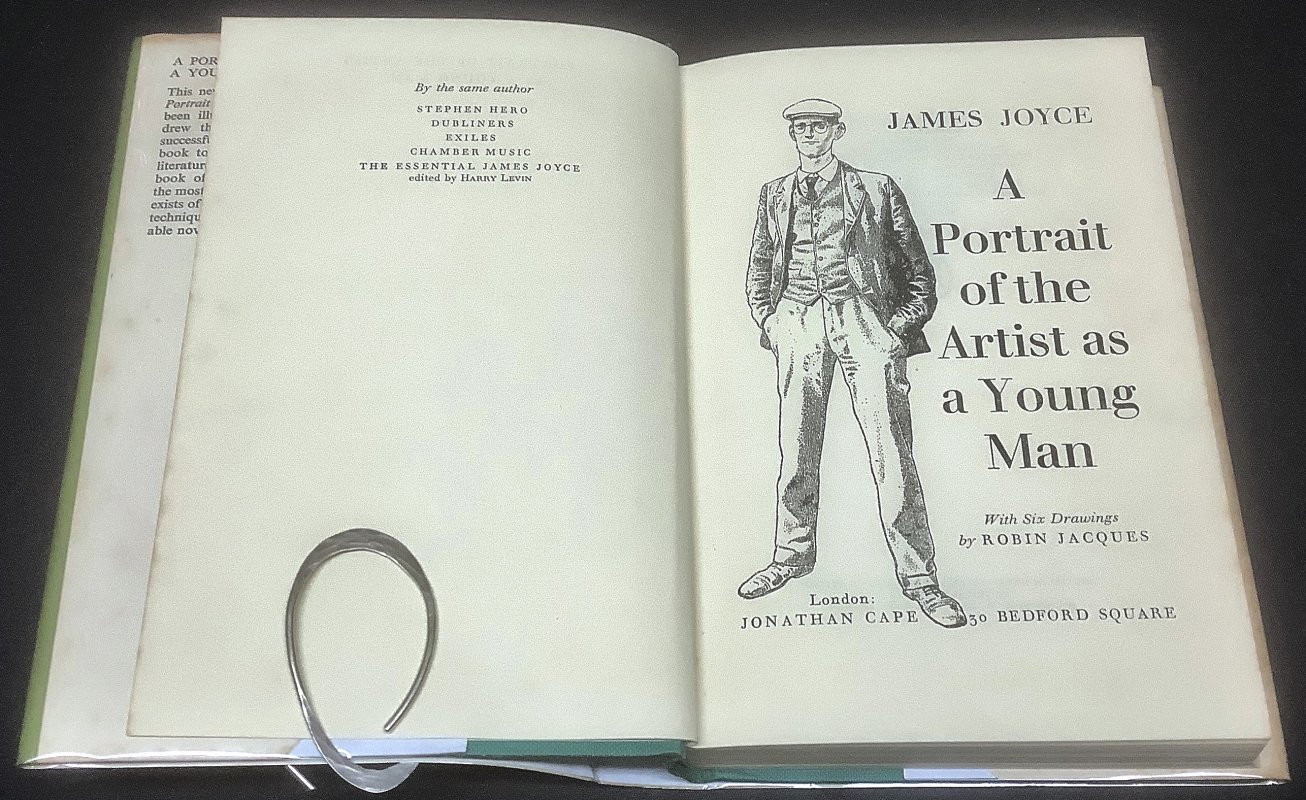 A POR
A YOU
This ne
Portrait
been ill
drew th
successfu
book to
literatur
book of
the most
exists of
techniqu
able nov
By the same author
STEPHEN HERO
DUBLINERS
EXILES
CHAMBER MUSIC
THE ESSENTIAL JAMES JOYCE
edited by HARRY LEVIN
JAMES JOYCE
A
Portrait
of the
Artist as
a Young
Man
With Six Drawings
by ROBIN JACQUES
London:
JONATHAN CAPE 30 BEDFORD SQUARE